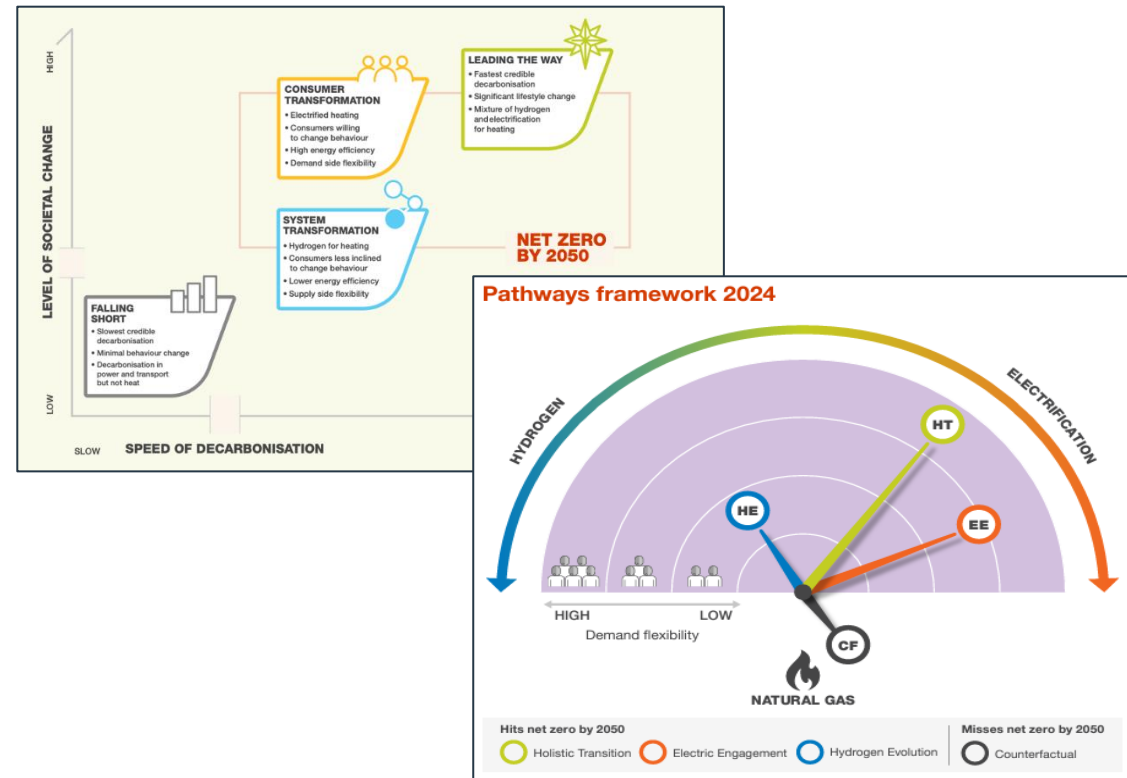 HIGH
LEVEL OF SOCIETAL CHANGE
LOW
CONSUMER
TRANSFORMATION
• Electrified heating
• Consumers willing
to change behaviour
• High energy efficiency
• Demand side flexibility
LEADING THE WAY
• Fastest credible
decarbonisation
• Significant lifestyle change
• Mixture of hydrogen
and electrification
for heating
SYSTEM
TRANSFORMATION
• Hydrogen for heating
• Consumers less inclined
to change behaviour
• Lower energy efficiency
• Supply side flexibility
NET ZERO
BY 2050
FALLING
SHORT
• Slowest credible
decarbonisation
• Minimal behaviour change
• Decarbonisation in
power and transport
but not heat
SLOW
SPEED OF DECARBONISATION
Pathways framework 2024
HYDROGEN
ELECTRIFICATION
HT
HE
EE
HIGH
LOW
Demand flexibility
CF
NATURAL GAS
Hits net zero by 2050
Misses net zero by 2050
Holistic Transition
Electric Engagement
Hydrogen Evolution
Counterfactual